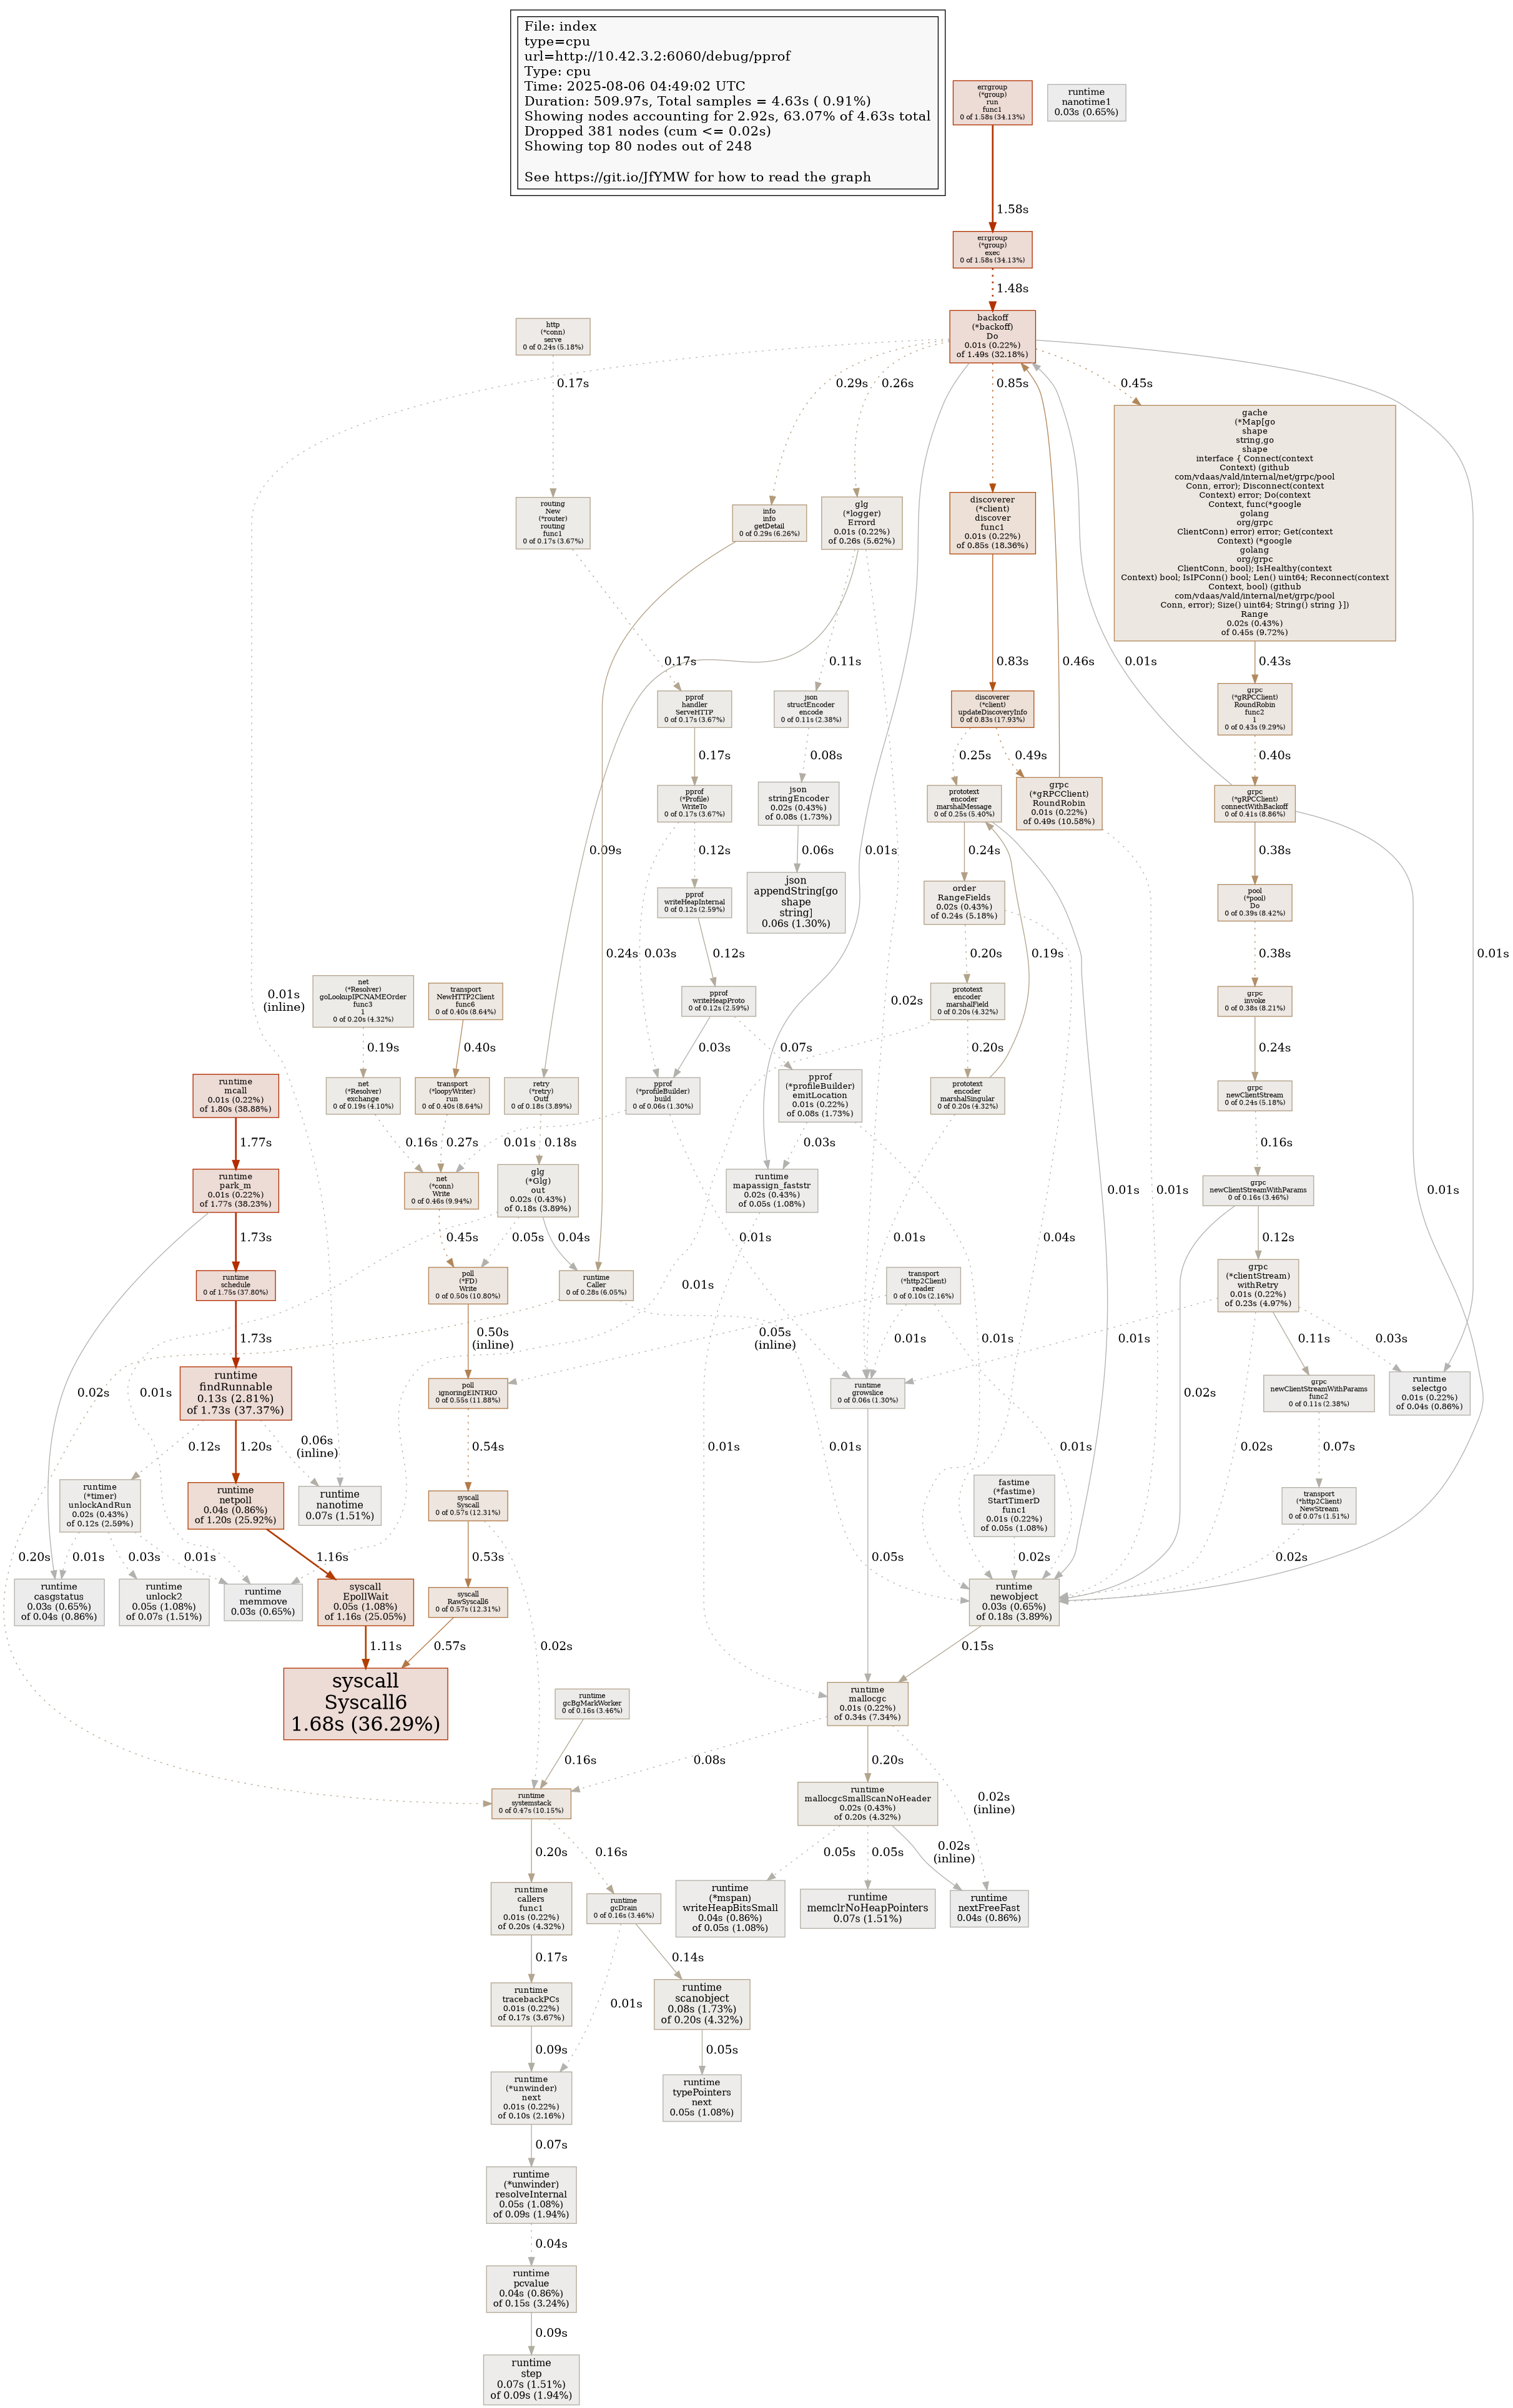 File: index
type=cpu
url=http://10.42.3.2:6060/debug/pprof
Type: cpu
Time: 2025-08-06 04:49:02 UTC
Duration: 509.97s, Total samples = 4.63s ( 0.91%)
Showing nodes accounting for 2.92s, 63.07% of 4.63s total
Dropped 381 nodes (cum <= 0.02s)
Showing top 80 nodes out of 248
See https://git.io/JfYMW for how to read the graph
errgroup
(*group)
run
func1
0 of 1.58s (34.13%)
runtime
nanotime1
0.03s (0.65%)
1.58s
errgroup
(*group)
exec
0 of 1.58s (34.13%)
1.48s
http
(*conn)
serve
0 of 0.24s (5.18%)
backoff
(*backoff)
Do
0.01s (0.22%)
of 1.49s (32.18%)
0.17s
0.29s
0.26s
0.85s
0.45s
routing
New
(*router)
routing
func1
0 of 0.17s (3.67%)
info
info
getDetail
0 of 0.29s (6.26%)
glg
(*logger)
Errord
0.01s (0.22%)
of 0.26s (5.62%)
discoverer
(*client)
discover
func1
0.01s (0.22%)
of 0.85s (18.36%)
gache
(*Map[go
shape
string,go
shape
interface { Connect(context
Context) (github
com/vdaas/vald/internal/net/grpc/pool
Conn, error); Disconnect(context
Context) error; Do(context
Context, func(*google
golang
org/grpc
ClientConn) error) error; Get(context
Context) (*google
golang
org/grpc
ClientConn, bool); IsHealthy(context
Context) bool; IsIPConn() bool; Len() uint64; Reconnect(context
Context, bool) (github
com/vdaas/vald/internal/net/grpc/pool
Conn, error); Size() uint64; String() string }])
Range
0.02s (0.43%)
of 0.45s (9.72%)
0.17s
0.11s
0.83s
0.46s
0.01s
0.43s
pprof
handler
ServeHTTP
0 of 0.17s (3.67%)
json
structEncoder
encode
0 of 0.11s (2.38%)
discoverer
(*client)
updateDiscoveryInfo
0 of 0.83s (17.93%)
grpc
(*gRPCClient)
RoundRobin
func2
1
0 of 0.43s (9.29%)
0.17s
0.08s
0.25s
0.49s
0.40s
pprof
(*Profile)
WriteTo
0 of 0.17s (3.67%)
json
stringEncoder
0.02s (0.43%)
of 0.08s (1.73%)
prototext
encoder
marshalMessage
0 of 0.25s (5.40%)
grpc
(*gRPCClient)
RoundRobin
0.01s (0.22%)
of 0.49s (10.58%)
grpc
(*gRPCClient)
connectWithBackoff
0 of 0.41s (8.86%)
0.09s
0.12s
0.06s
0.01s
0.24s
0.38s
pprof
writeHeapInternal
0 of 0.12s (2.59%)
json
appendString[go
shape
string]
0.06s (1.30%)
order
RangeFields
0.02s (0.43%)
of 0.24s (5.18%)
pool
(*pool)
Do
0 of 0.39s (8.42%)
0.24s
0.03s
0.12s
0.20s
0.19s
0.38s
0.01s
0.01s
(inline)
net
(*Resolver)
goLookupIPCNAMEOrder
func3
1
0 of 0.20s (4.32%)
transport
NewHTTP2Client
func6
0 of 0.40s (8.64%)
pprof
writeHeapProto
0 of 0.12s (2.59%)
0.02s
prototext
encoder
marshalField
0 of 0.20s (4.32%)
grpc
invoke
0 of 0.38s (8.21%)
0.19s
0.40s
0.03s
0.07s
0.20s
0.24s
runtime
mcall
0.01s (0.22%)
of 1.80s (38.88%)
net
(*Resolver)
exchange
0 of 0.19s (4.10%)
transport
(*loopyWriter)
run
0 of 0.40s (8.64%)
retry
(*retry)
Outf
0 of 0.18s (3.89%)
pprof
(*profileBuilder)
build
0 of 0.06s (1.30%)
pprof
(*profileBuilder)
emitLocation
0.01s (0.22%)
of 0.08s (1.73%)
prototext
encoder
marshalSingular
0 of 0.20s (4.32%)
grpc
newClientStream
0 of 0.24s (5.18%)
1.77s
0.16s
0.27s
0.01s
0.18s
0.03s
0.16s
runtime
park_m
0.01s (0.22%)
of 1.77s (38.23%)
net
(*conn)
Write
0 of 0.46s (9.94%)
glg
(*Glg)
out
0.02s (0.43%)
of 0.18s (3.89%)
runtime
mapassign_faststr
0.02s (0.43%)
of 0.05s (1.08%)
0.01s
0.01s
0.01s
grpc
newClientStreamWithParams
0 of 0.16s (3.46%)
1.73s
0.45s
0.05s
0.04s
0.01s
0.01s
0.04s
0.12s
runtime
schedule
0 of 1.75s (37.80%)
poll
(*FD)
Write
0 of 0.50s (10.80%)
runtime
Caller
0 of 0.28s (6.05%)
0.01s
transport
(*http2Client)
reader
0 of 0.10s (2.16%)
grpc
(*clientStream)
withRetry
0.01s (0.22%)
of 0.23s (4.97%)
1.73s
0.50s
(inline)
0.05s
(inline)
0.01s
0.01s
0.01s
0.11s
0.03s
runtime
findRunnable
0.13s (2.81%)
of 1.73s (37.37%)
0.02s
0.01s
poll
ignoringEINTRIO
0 of 0.55s (11.88%)
runtime
growslice
0 of 0.06s (1.30%)
0.02s
grpc
newClientStreamWithParams
func2
0 of 0.11s (2.38%)
runtime
selectgo
0.01s (0.22%)
of 0.04s (0.86%)
0.12s
1.20s
0.06s
(inline)
0.54s
0.01s
0.01s
0.01s
0.02s
0.07s
runtime
(*timer)
unlockAndRun
0.02s (0.43%)
of 0.12s (2.59%)
runtime
netpoll
0.04s (0.86%)
of 1.20s (25.92%)
runtime
nanotime
0.07s (1.51%)
syscall
Syscall
0 of 0.57s (12.31%)
fastime
(*fastime)
StartTimerD
func1
0.01s (0.22%)
of 0.05s (1.08%)
transport
(*http2Client)
NewStream
0 of 0.07s (1.51%)
0.20s
0.01s
0.03s
0.01s
1.16s
0.53s
0.05s
0.02s
0.02s
runtime
casgstatus
0.03s (0.65%)
of 0.04s (0.86%)
runtime
unlock2
0.05s (1.08%)
of 0.07s (1.51%)
runtime
memmove
0.03s (0.65%)
syscall
EpollWait
0.05s (1.08%)
of 1.16s (25.05%)
syscall
RawSyscall6
0 of 0.57s (12.31%)
runtime
newobject
0.03s (0.65%)
of 0.18s (3.89%)
1.11s
0.57s
0.02s
0.15s
syscall
Syscall6
1.68s (36.29%)
runtime
gcBgMarkWorker
0 of 0.16s (3.46%)
runtime
mallocgc
0.01s (0.22%)
of 0.34s (7.34%)
0.16s
0.08s
0.20s
0.02s
(inline)
runtime
systemstack
0 of 0.47s (10.15%)
runtime
mallocgcSmallScanNoHeader
0.02s (0.43%)
of 0.20s (4.32%)
0.20s
0.16s
0.05s
0.05s
0.02s
(inline)
runtime
callers
func1
0.01s (0.22%)
of 0.20s (4.32%)
runtime
gcDrain
0 of 0.16s (3.46%)
runtime
(*mspan)
writeHeapBitsSmall
0.04s (0.86%)
of 0.05s (1.08%)
runtime
memclrNoHeapPointers
0.07s (1.51%)
runtime
nextFreeFast
0.04s (0.86%)
0.17s
0.14s
runtime
tracebackPCs
0.01s (0.22%)
of 0.17s (3.67%)
0.01s
runtime
scanobject
0.08s (1.73%)
of 0.20s (4.32%)
0.09s
0.05s
runtime
(*unwinder)
next
0.01s (0.22%)
of 0.10s (2.16%)
runtime
typePointers
next
0.05s (1.08%)
0.07s
runtime
(*unwinder)
resolveInternal
0.05s (1.08%)
of 0.09s (1.94%)
0.04s
runtime
pcvalue
0.04s (0.86%)
of 0.15s (3.24%)
0.09s
runtime
step
0.07s (1.51%)
of 0.09s (1.94%)